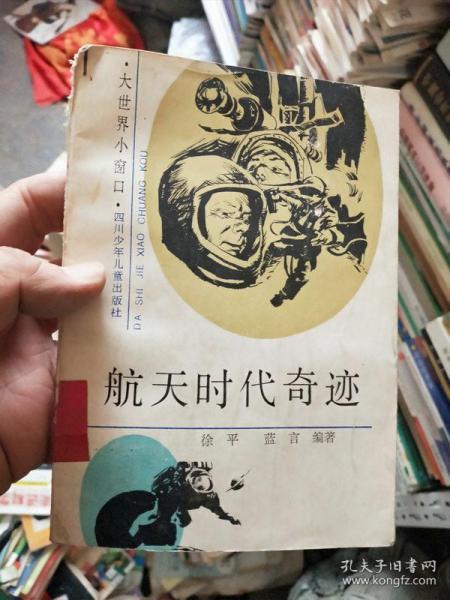 ·大世界小窗口·四川少年儿童出版社
DA SHI JIE XIAO CHUANG KOU
航天时代奇迹
徐平 蓝言 编著
孔夫子旧书网
www.kongfz.com